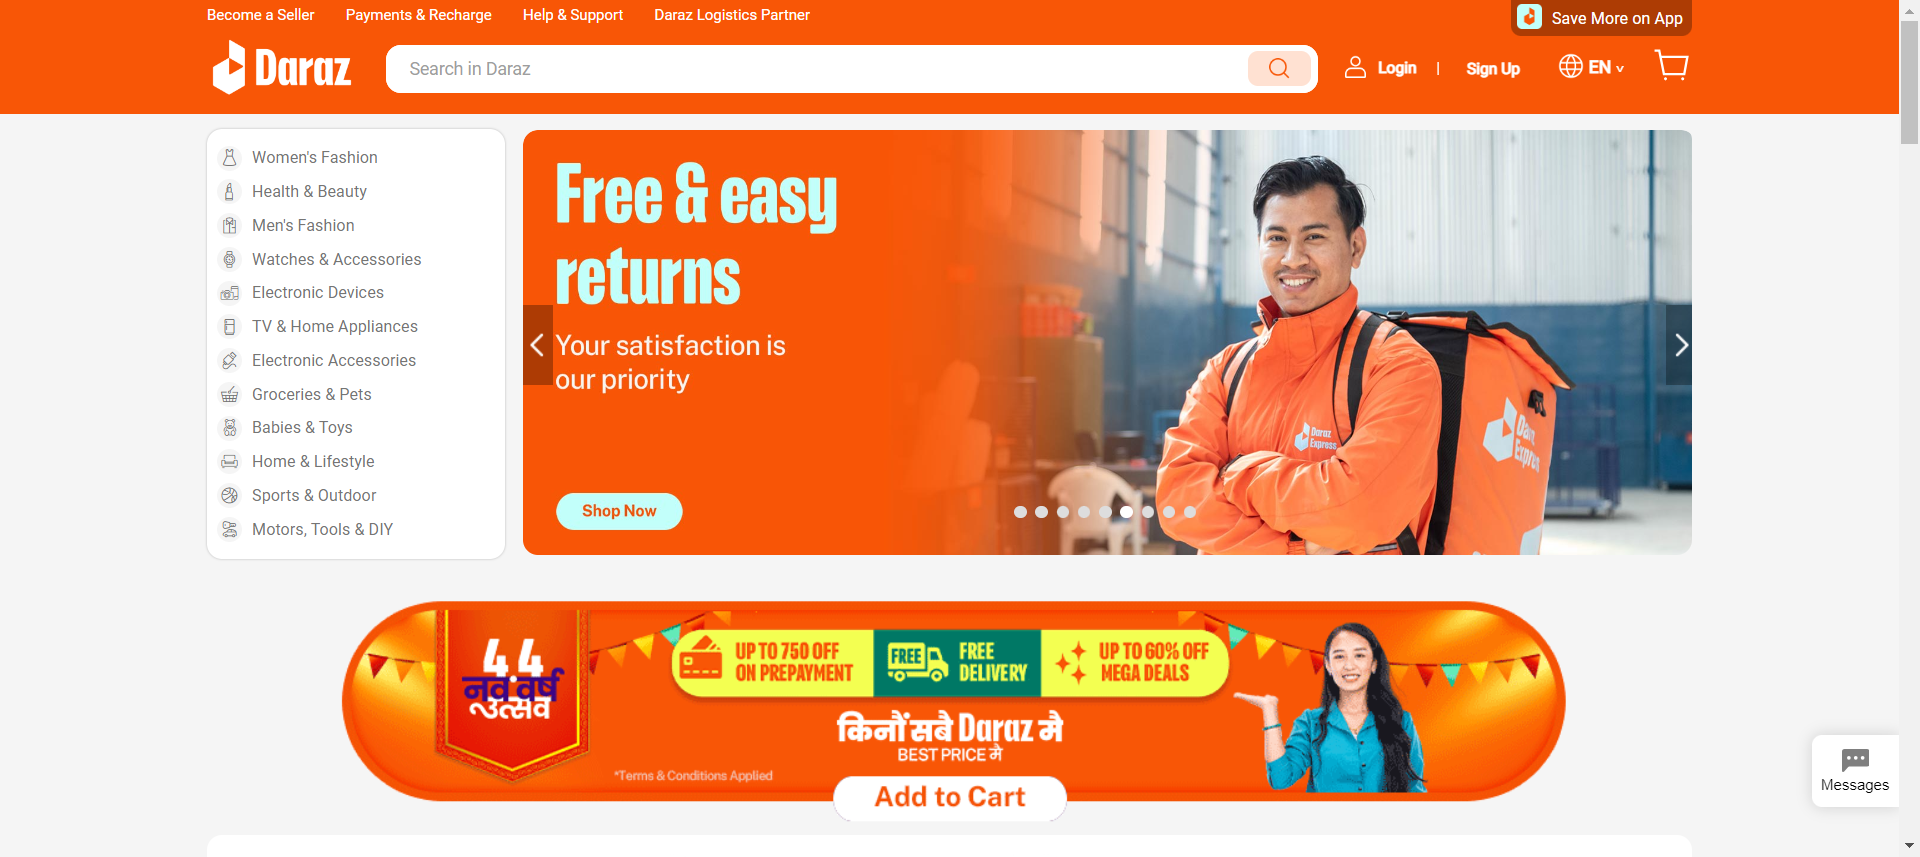 Become a Seller
Payments & Recharge
Help & Support
Daraz Logistics Partner
Save More on App
Daraz
Search in Daraz
Login
|
Sign Up
EN
Women's Fashion
Health & Beauty
Men's Fashion
Watches & Accessories
Electronic Devices
TV & Home Appliances
Electronic Accessories
Groceries & Pets
Babies & Toys
Home & Lifestyle
Sports & Outdoor
Motors, Tools & DIY
Free & easy
returns
Your satisfaction is
our priority
Shop Now
Daraz
Express
4.4
नव वर्ष
उत्सव
UP TO 750 OFF
ON PREPAYMENT
FREE
FREE
DELIVERY
UP TO 60% OFF
MEGA DEALS
किनौं सबै Daraz मै
BEST PRICE मै
*Terms & Conditions Applied
Add to Cart
Messages